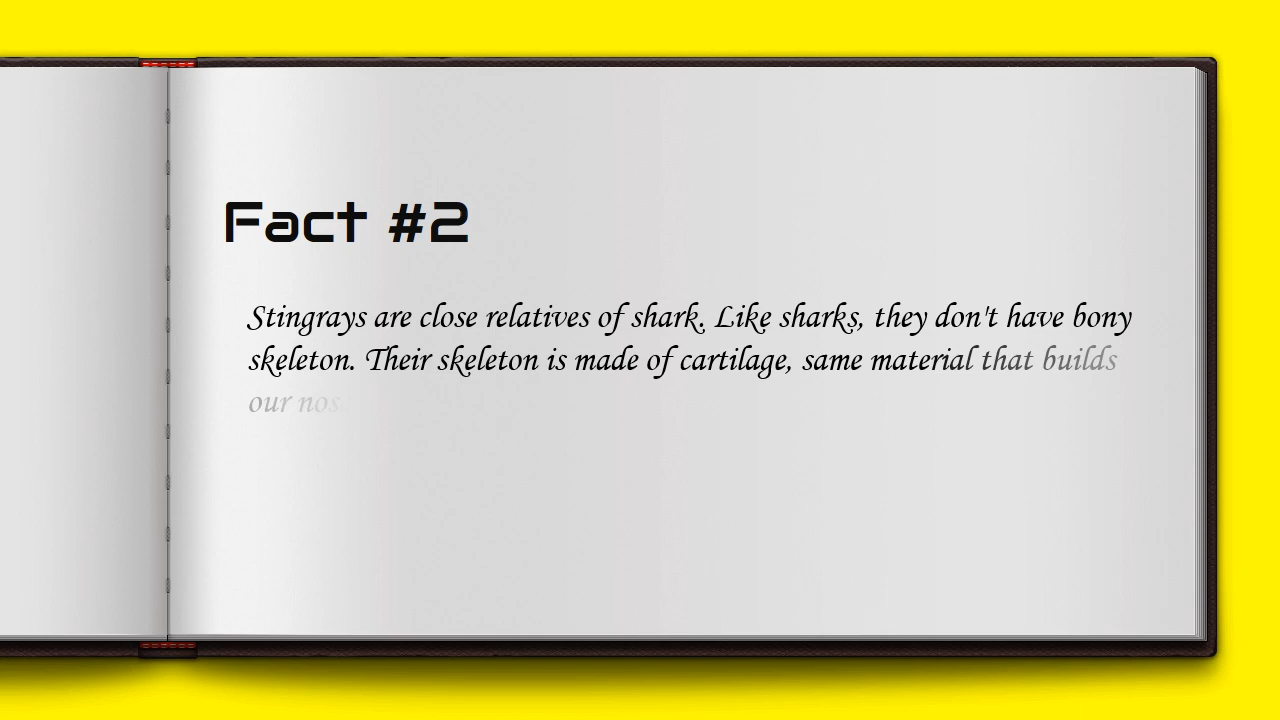 Fact #2
Stingrays are close relatives of shark. Like sharks, they don't have bony
skeleton. Their skeleton is made of cartilage, same material that builds
our nos